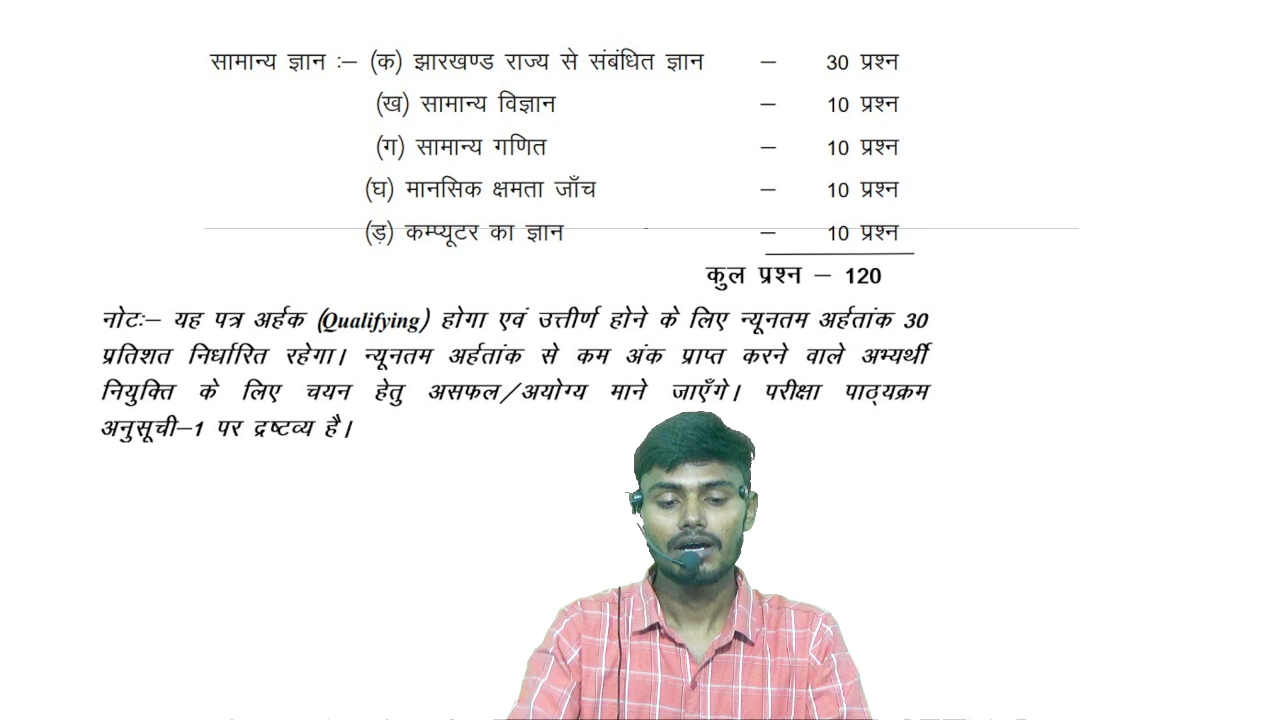 सामान्य ज्ञान :– (क) झारखण्ड राज्य से संबंधित ज्ञान – 30 प्रश्न
(ख) सामान्य विज्ञान – 10 प्रश्न
(ग) सामान्य गणित – 10 प्रश्न
(घ) मानसिक क्षमता जाँच – 10 प्रश्न
(ड़) कम्प्यूटर का ज्ञान – 10 प्रश्न
कुल प्रश्न – 120
नोटः– यह पत्र अर्हक (Qualifying) होगा एवं उत्तीर्ण होने के लिए न्यूनतम अर्हतांक 30
प्रतिशत निर्धारित रहेगा। न्यूनतम अर्हतांक से कम अंक प्राप्त करने वाले अभ्यर्थी
नियुक्ति के लिए चयन हेतु असफल/अयोग्य माने जाएँगे। परीक्षा पाठ्यक्रम
अनुसूची–1 पर द्रष्टव्य है।